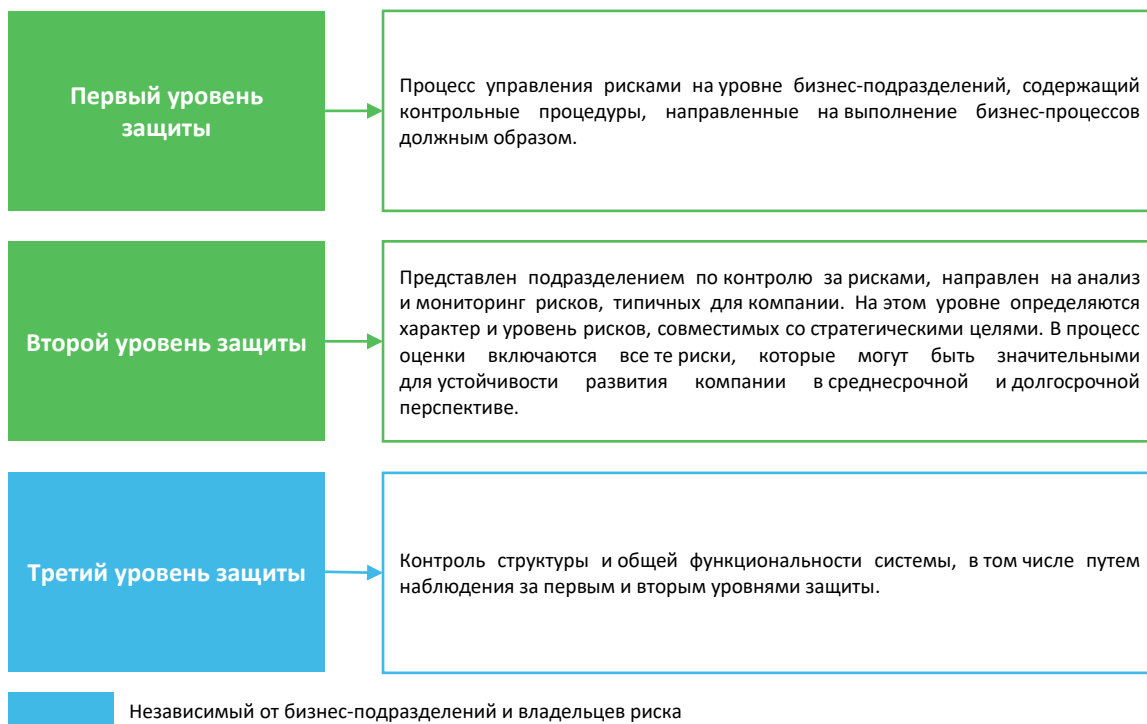 Первый уровень
защиты
Процесс управления рисками на уровне бизнес-подразделений, содержащий
контрольные процедуры, направленные на выполнение бизнес-процессов
должным образом.
Второй уровень защиты
Представлен подразделением по контролю за рисками, направлен на анализ
и мониторинг рисков, типичных для компании. На этом уровне определяются
характер и уровень рисков, совместимых со стратегическими целями. В процесс
оценки включаются все те риски, которые могут быть значительными
для устойчивости развития компании в среднесрочной и долгосрочной
перспективе.
Третий уровень защиты
Контроль структуры и общей функциональности системы, в том числе путем
наблюдения за первым и вторым уровнями защиты.
Независимый от бизнес-подразделений и владельцев риска